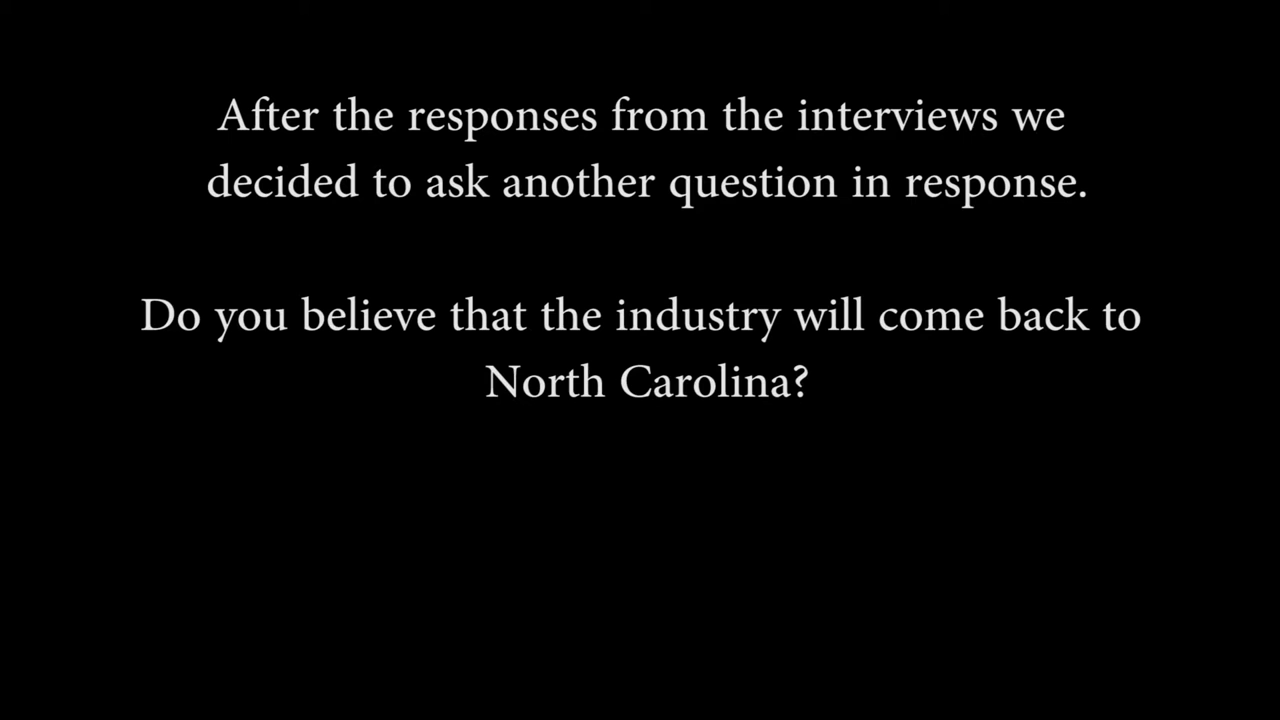 After the responses from the interviews we
decided to ask another question in response.
Do you believe that the industry will come back to
North Carolina?